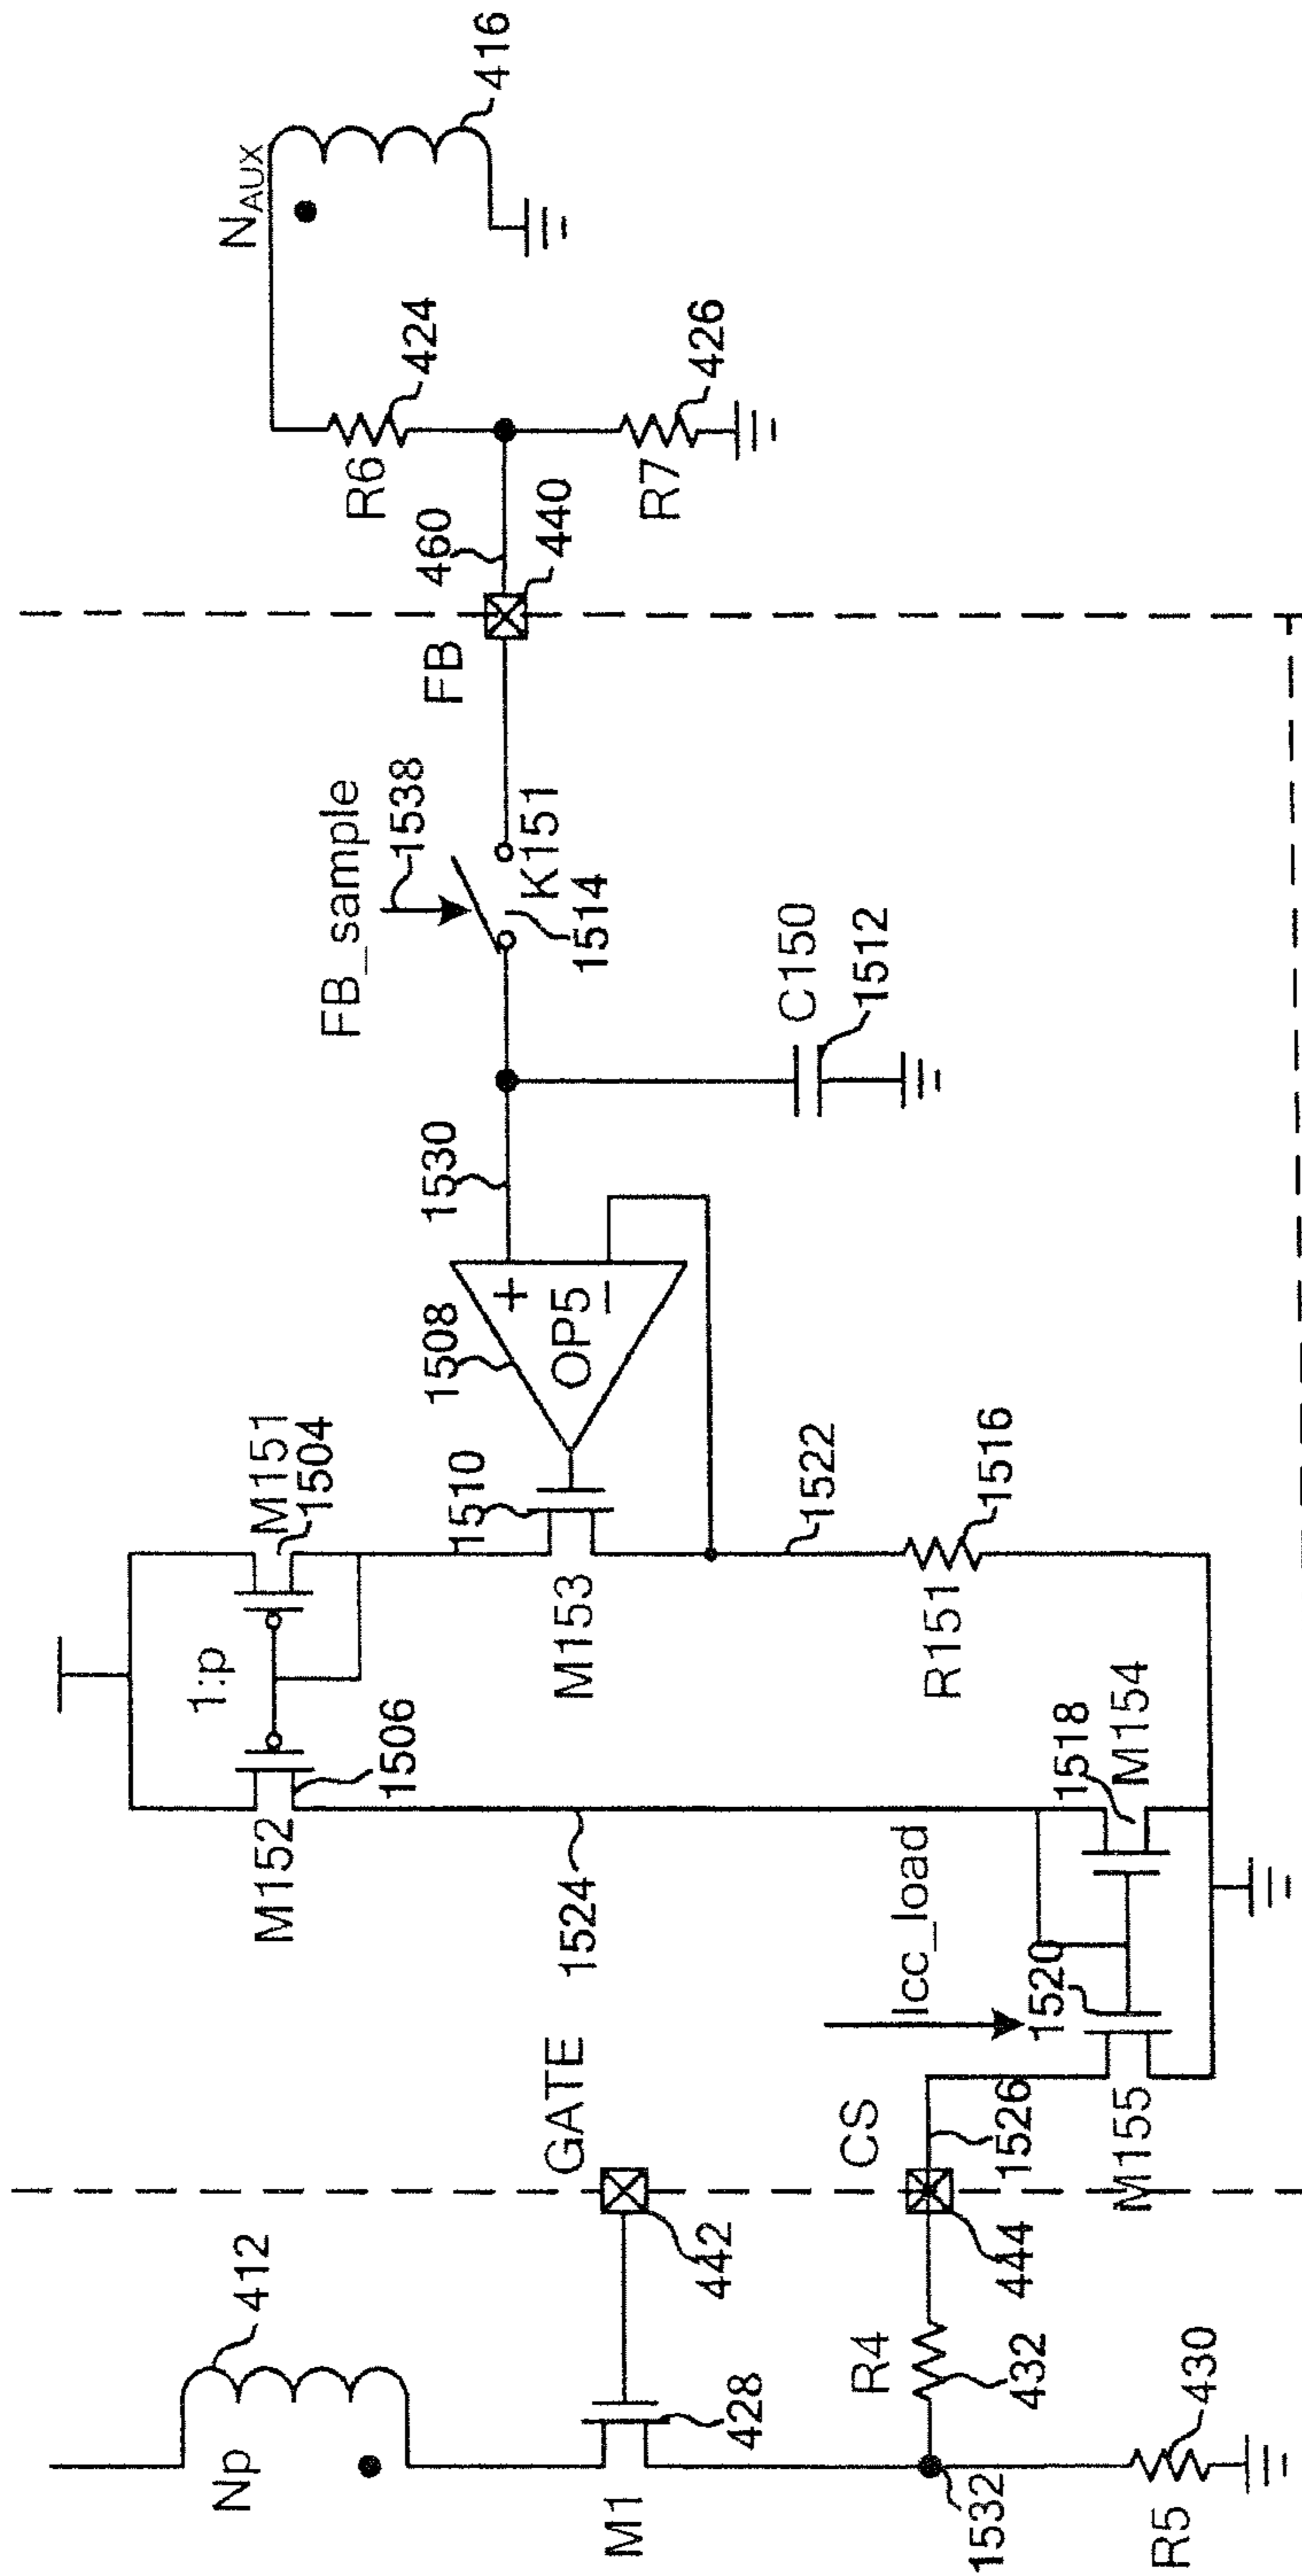 412
Np
M1
428
442
GATE
R4
432
444
CS
1532
R5
430
1526
M155
Icc_load
1520
1518
M154
1524
M152
1506
1:p
M151
1504
1510
M153
1522
R151
1516
1508
+
OP5
−
1530
C150
1512
FB_sample
1538
K151
1514
FB
440
460
R6
424
R7
426
NAUX
416